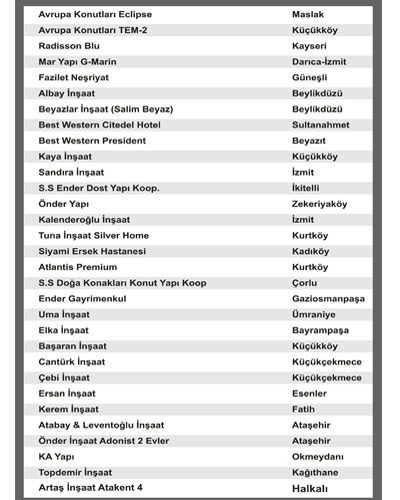 Avrupa Konutları Eclipse Maslak
Avrupa Konutları TEM-2 Küçükköy
Radisson Blu Kayseri
Mar Yapı G-Marin Darıca-İzmit
Fazilet Neşriyat Güneşli
Albay İnşaat Beylikdüzü
Beyazlar İnşaat (Salim Beyaz) Beylikdüzü
Best Western Citedel Hotel Sultanahmet
Best Western President Beyazıt
Kaya İnşaat Küçükköy
Sandıra İnşaat İzmit
S.S Ender Dost Yapı Koop. İkitelli
Önder Yapı Zekeriyaköy
Kalenderoğlu İnşaat İzmit
Tuna İnşaat Silver Home Kurtköy
Siyami Ersek Hastanesi Kadıköy
Atlantis Premium Kurtköy
S.S Doğa Konakları Konut Yapı Koop Çorlu
Ender Gayrimenkul Gaziosmanpaşa
Uma İnşaat Ümraniye
Elka İnşaat Bayrampaşa
Başaran İnşaat Küçükköy
Cantürk İnşaat Küçükçekmece
Çebi İnşaat Küçükçekmece
Ersan İnşaat Esenler
Kerem İnşaat Fatih
Atabay & Leventoğlu İnşaat Ataşehir
Önder İnşaat Adonist 2 Evler Ataşehir
KA Yapı Okmeydanı
Topdemir İnşaat Kağıthane
Artaş İnşaat Atakent 4 Halkalı